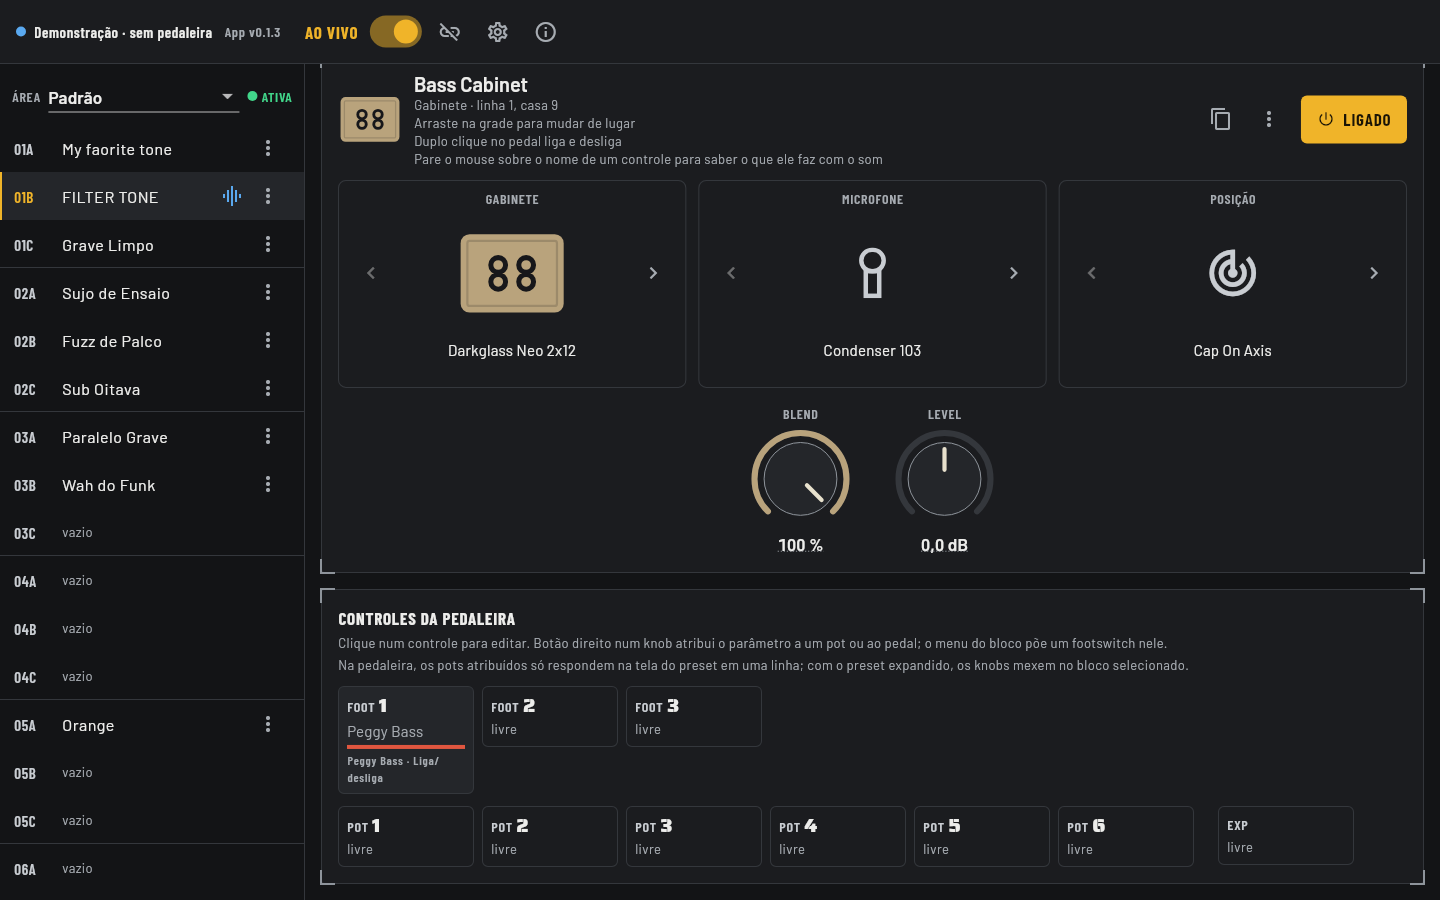 Demonstração · sem pedaleira App v0.1.3 AO VIVO
ÁREA Padrão ATIVA
01A My faorite tone
01B FILTER TONE
01C Grave Limpo
02A Sujo de Ensaio
02B Fuzz de Palco
02C Sub Oitava
03A Paralelo Grave
03B Wah do Funk
03C vazio
04A vazio
04B vazio
04C vazio
05A Orange
05B vazio
05C vazio
06A vazio
88
Bass Cabinet
Gabinete · linha 1, casa 9
Arraste na grade para mudar de lugar
Duplo clique no pedal liga e desliga
Pare o mouse sobre o nome de um controle para saber o que ele faz com o som
LIGADO
GABINETE
88
Darkglass Neo 2x12
MICROFONE
Condenser 103
POSIÇÃO
Cap On Axis
BLEND LEVEL
100 % 0,0 dB
CONTROLES DA PEDALEIRA
Clique num controle para editar. Botão direito num knob atribui o parâmetro a um pot ou ao pedal; o menu do bloco põe um footswitch nele.
Na pedaleira, os pots atribuídos só respondem na tela do preset em uma linha; com o preset expandido, os knobs mexem no bloco selecionado.
FOOT 1
Peggy Bass
Peggy Bass · Liga/
desliga
FOOT 2
livre
FOOT 3
livre
POT 1
livre
POT 2
livre
POT 3
livre
POT 4
livre
POT 5
livre
POT 6
livre
EXP
livre